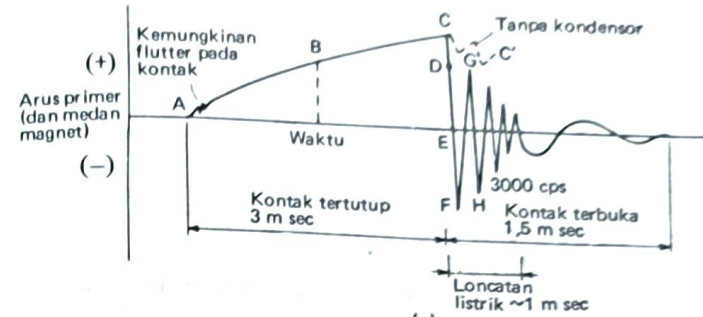 C
Tanpa kondensor
Kemungkinan
flutter pada
kontak
B
(+)
D
G'
C'
Arus primer
(dan medan
magnet)
A
Waktu
E
(−)
3000 cps
Kontak tertutup
3 m sec
F
H
Kontak terbuka
1,5 m sec
Loncatan
listrik ~1 m sec